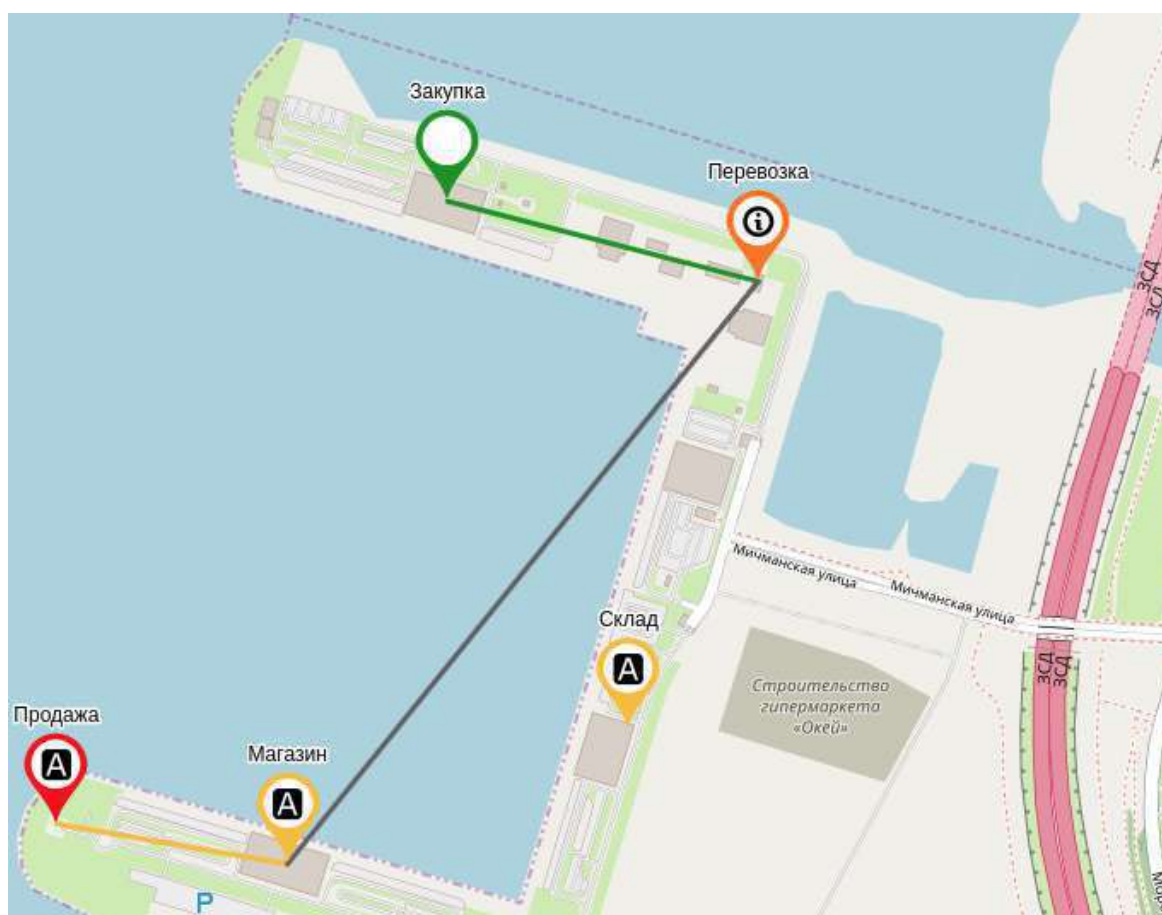 Закупка
Перевозка
ЗСД
ЗСД
Мичманская улица
Мичманская улица
Склад
A
ЗСД
ЗСД
Строительство
гипермаркета
«Окей»
Продажа
A
Магазин
A
P